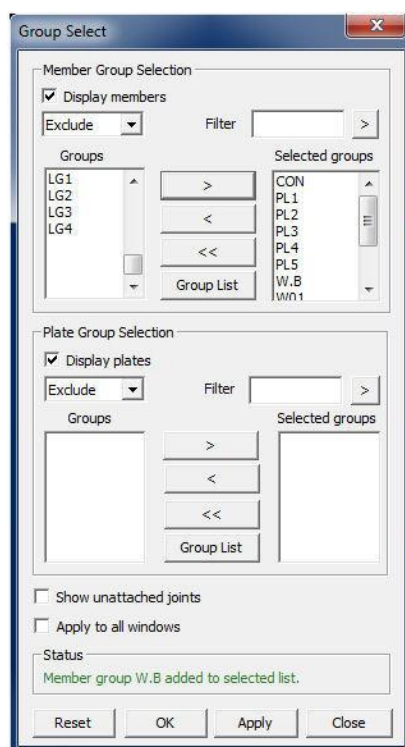 Group Select
Member Group Selection
Display members
Exclude
Filter
>
Groups
Selected groups
LG1
LG2
LG3
LG4
>
<
<<
Group List
CON
PL1
PL2
PL3
PL4
PL5
W.B
W01
Plate Group Selection
Display plates
Exclude
Filter
>
Groups
Selected groups
>
<
<<
Group List
Show unattached joints
Apply to all windows
Status
Member group W.B added to selected list.
Reset
OK
Apply
Close